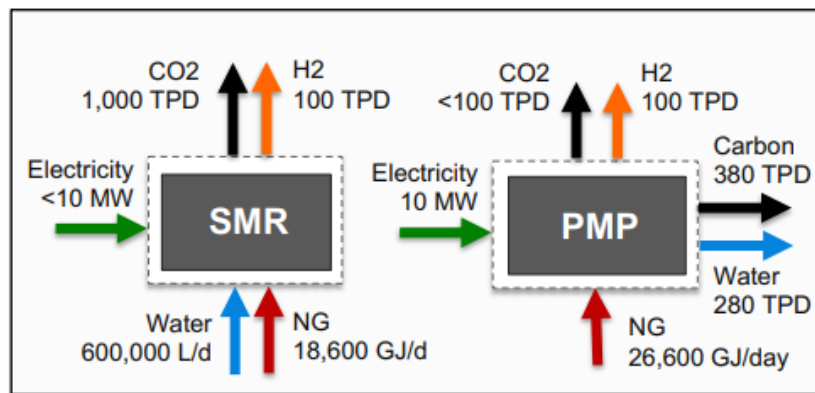 CO2
1,000 TPD
H2
100 TPD
Electricity
<10 MW
SMR
Water
600,000 L/d
NG
18,600 GJ/d
CO2
<100 TPD
H2
100 TPD
Electricity
10 MW
PMP
Carbon
380 TPD
Water
280 TPD
NG
26,600 GJ/day